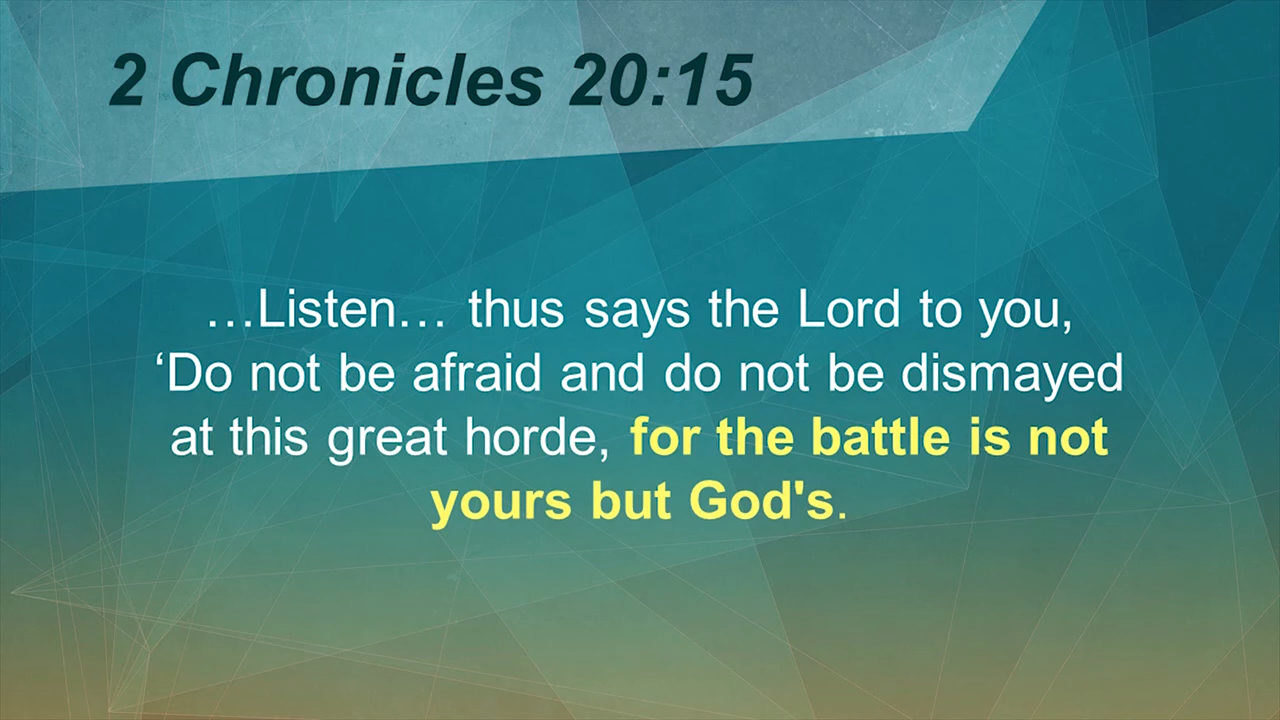 2 Chronicles 20:15
…Listen… thus says the Lord to you,
‘Do not be afraid and do not be dismayed
at this great horde, for the battle is not
yours but God's.